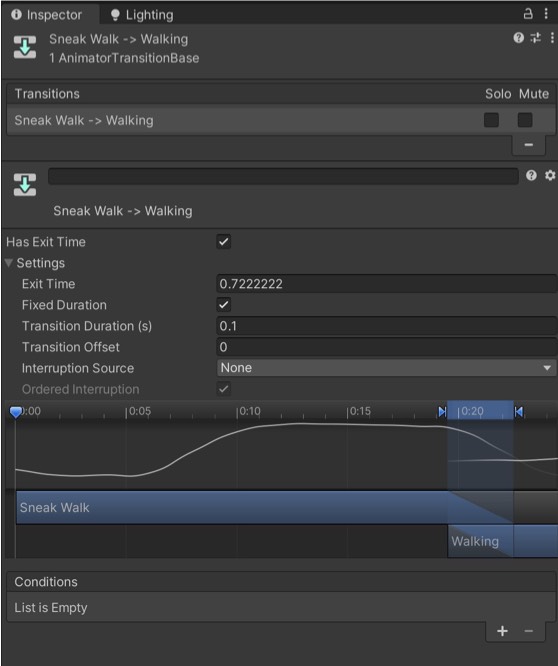 Inspector
Lighting
Sneak Walk -> Walking
1 AnimatorTransitionBase
Transitions Solo Mute
Sneak Walk -> Walking
Sneak Walk -> Walking
Has Exit Time
Settings
Exit Time 0.7222222
Fixed Duration
Transition Duration (s) 0.1
Transition Offset 0
Interruption Source None
Ordered Interruption
0:00 0:05 0:10 0:15 0:20
Sneak Walk
Walking
Conditions
List is Empty